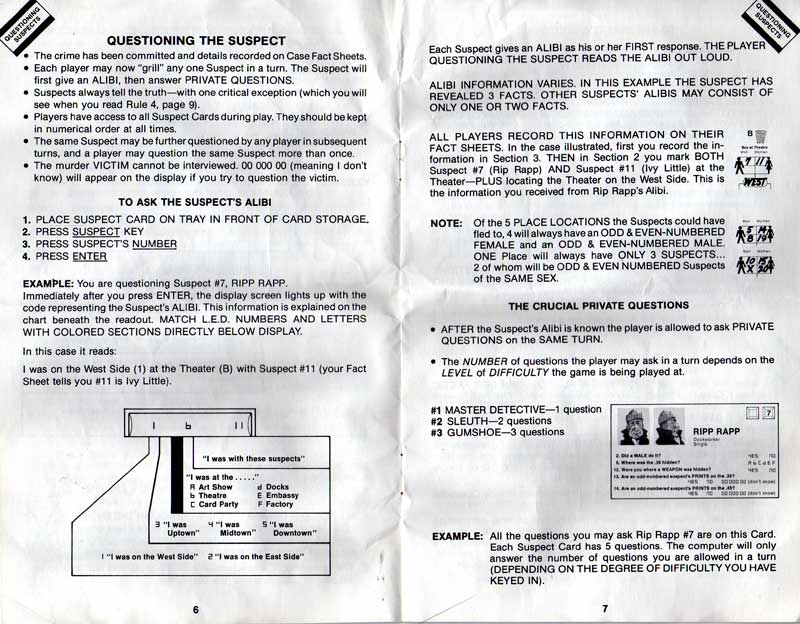 QUESTIONING
SUSPECTS
QUESTIONING THE SUSPECT
• The crime has been committed and details recorded on Case Fact Sheets.
• Each player may now "grill" any one Suspect in a turn. The Suspect will
first give an ALIBI, then answer PRIVATE QUESTIONS.
• Suspects always tell the truth—with one critical exception (which you will
see when you read Rule 4, page 9).
• Players have access to all Suspect Cards during play. They should be kept
in numerical order at all times.
• The same Suspect may be further questioned by any player in subsequent
turns, and a player may question the same Suspect more than once.
• The murder VICTIM cannot be interviewed. 00 000 00 (meaning I don't
know) will appear on the display if you try to question the victim.
TO ASK THE SUSPECT'S ALIBI
1. PLACE SUSPECT CARD ON TRAY IN FRONT OF CARD STORAGE.
2. PRESS SUSPECT KEY
3. PRESS SUSPECT'S NUMBER
4. PRESS ENTER
EXAMPLE: You are questioning Suspect #7, RIPP RAPP.
Immediately after you press ENTER, the display screen lights up with the
code representing the Suspect's ALIBI. This information is explained on the
chart beneath the readout. MATCH L.E.D. NUMBERS AND LETTERS
WITH COLORED SECTIONS DIRECTLY BELOW DISPLAY.
In this case it reads:
I was on the West Side (1) at the Theater (B) with Suspect #11 (your Fact
Sheet tells you #11 is Ivy Little).
1 b 11
"I was with these suspects"
"I was at the ....."
A Art Show d Docks
b Theatre E Embassy
C Card Party F Factory
3 "I was 4 "I was 5 "I was
Uptown" Midtown" Downtown"
1 "I was on the West Side" 2 "I was on the East Side"
6
QUESTIONING
SUSPECTS
Each Suspect gives an ALIBI as his or her FIRST response. THE PLAYER
QUESTIONING THE SUSPECT READS THE ALIBI OUT LOUD.
ALIBI INFORMATION VARIES. IN THIS EXAMPLE THE SUSPECT HAS
REVEALED 3 FACTS. OTHER SUSPECTS' ALIBIS MAY CONSIST OF
ONLY ONE OR TWO FACTS.
ALL PLAYERS RECORD THIS INFORMATION ON THEIR
FACT SHEETS. In the case illustrated, first you record the in-
formation in Section 3. THEN in Section 2 you mark BOTH
Suspect #7 (Rip Rapp) AND Suspect #11 (Ivy Little) at the
Theater—PLUS locating the Theater on the West Side. This is
the information you received from Rip Rapp's Alibi.
B
Men Women
7 11
WEST
NOTE: Of the 5 PLACE LOCATIONS the Suspects could have
fled to, 4 will always have an ODD & EVEN-NUMBERED
FEMALE and an ODD & EVEN-NUMBERED MALE.
ONE Place will always have ONLY 3 SUSPECTS...
2 of whom will be ODD & EVEN NUMBERED Suspects
of the SAME SEX.
Men Women
5 14
8 19
Men Women
10 15
X 20
THE CRUCIAL PRIVATE QUESTIONS
• AFTER the Suspect's Alibi is known the player is allowed to ask PRIVATE
QUESTIONS on the SAME TURN.
• The NUMBER of questions the player may ask in a turn depends on the
LEVEL of DIFFICULTY the game is being played at.
#1 MASTER DETECTIVE—1 question
#2 SLEUTH—2 questions
#3 GUMSHOE—3 questions
7
RIPP RAPP
Dockworker
Single
2. Did a MALE do it? YES NO
5. Where was the .38 hidden? A b C d E F
12. Were you where a WEAPON was hidden? YES NO
13. Are an odd-numbered suspect's PRINTS on the .38?
YES NO 00 000 00 (don't know)
14. Are an odd-numbered suspect's PRINTS on the .45?
YES NO 00 000 00 (don't know)
EXAMPLE: All the questions you may ask Rip Rapp #7 are on this Card.
Each Suspect Card has 5 questions. The computer will only
answer the number of questions you are allowed in a turn
(DEPENDING ON THE DEGREE OF DIFFICULTY YOU HAVE
KEYED IN).
7